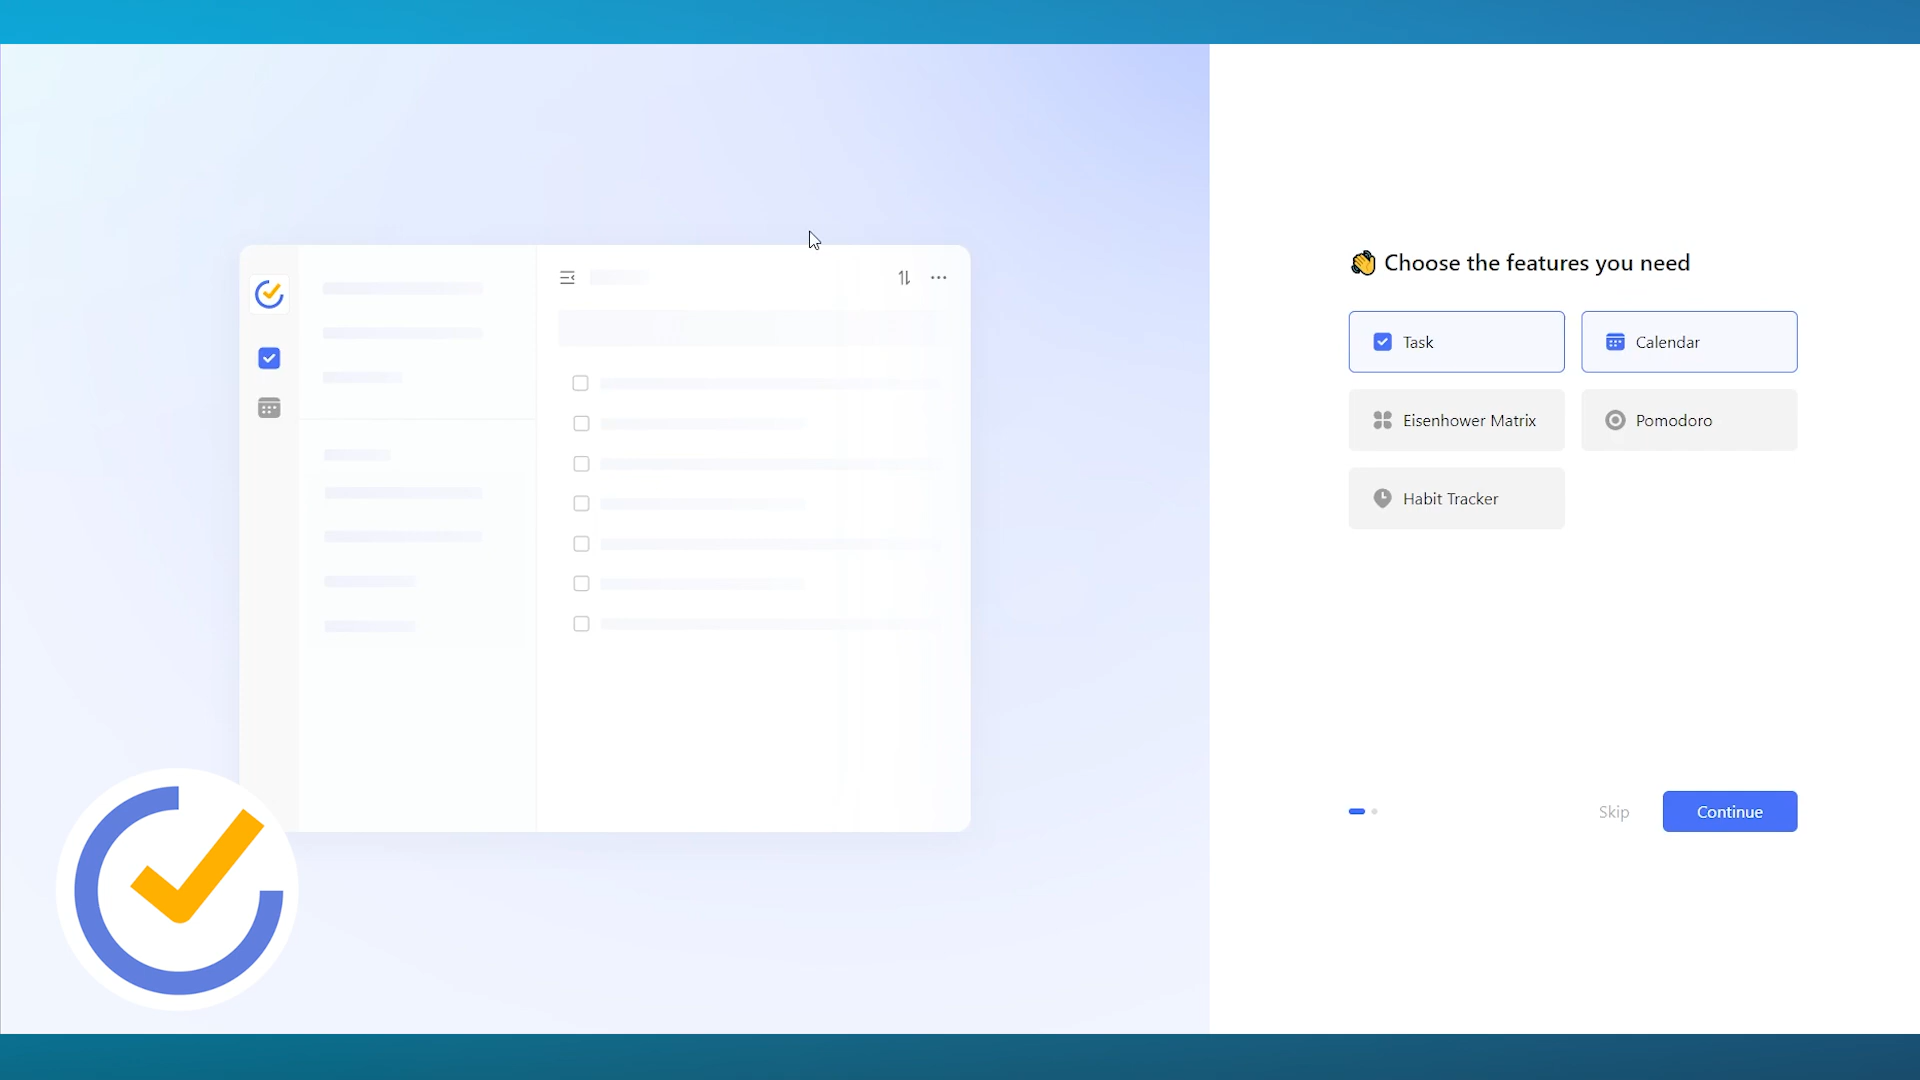 👋 Choose the features you need
Task
Calendar
Eisenhower Matrix
Pomodoro
Habit Tracker
Skip
Continue